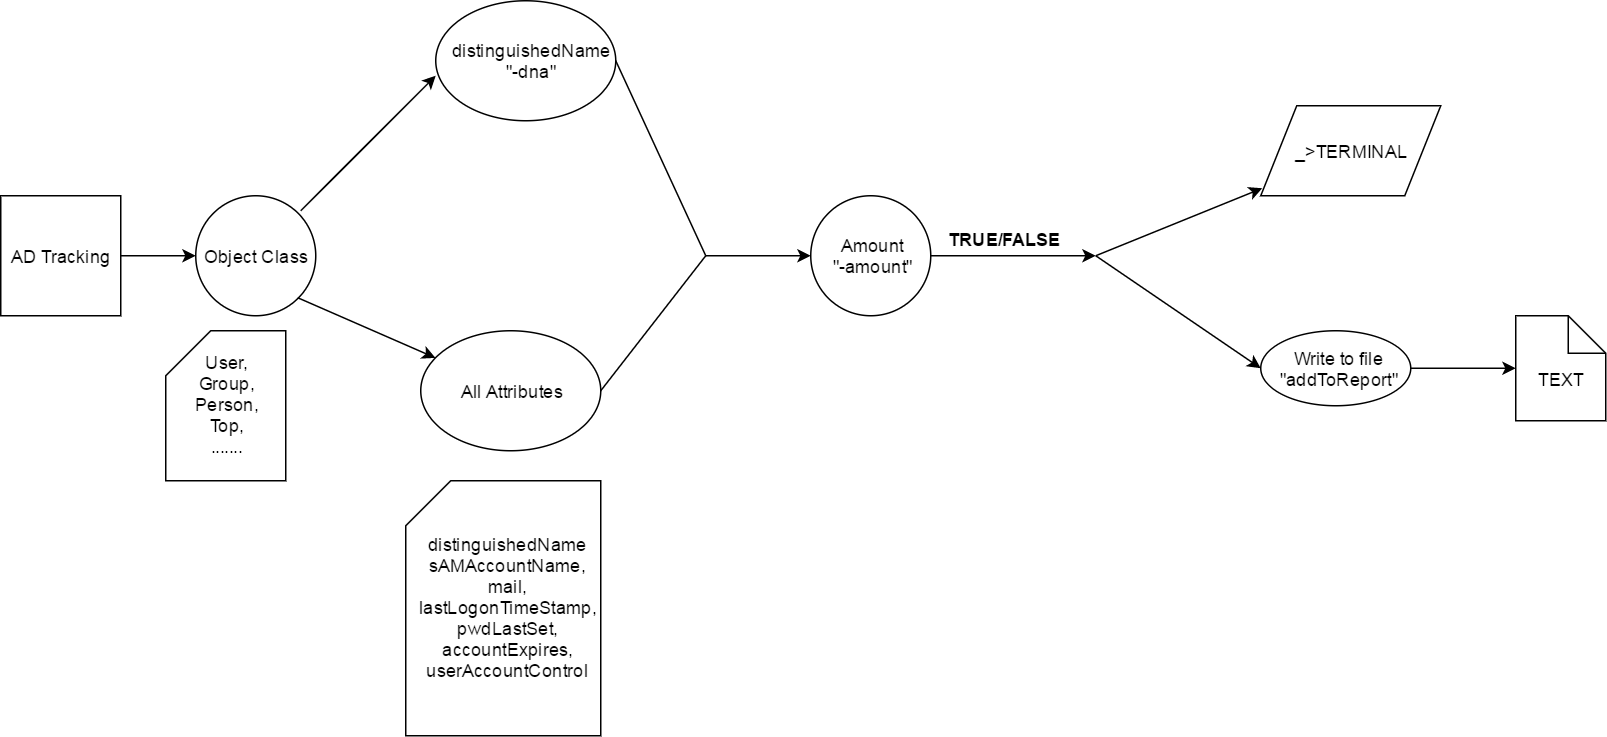 distinguishedName
"-dna"
_>TERMINAL
AD Tracking
Object Class
Amount
"-amount"
TRUE/FALSE
User,
Group,
Person,
Top,
.......
All Attributes
Write to file
"addToReport"
TEXT
distinguishedName
sAMAccountName,
mail,
lastLogonTimeStamp,
pwdLastSet,
accountExpires,
userAccountControl